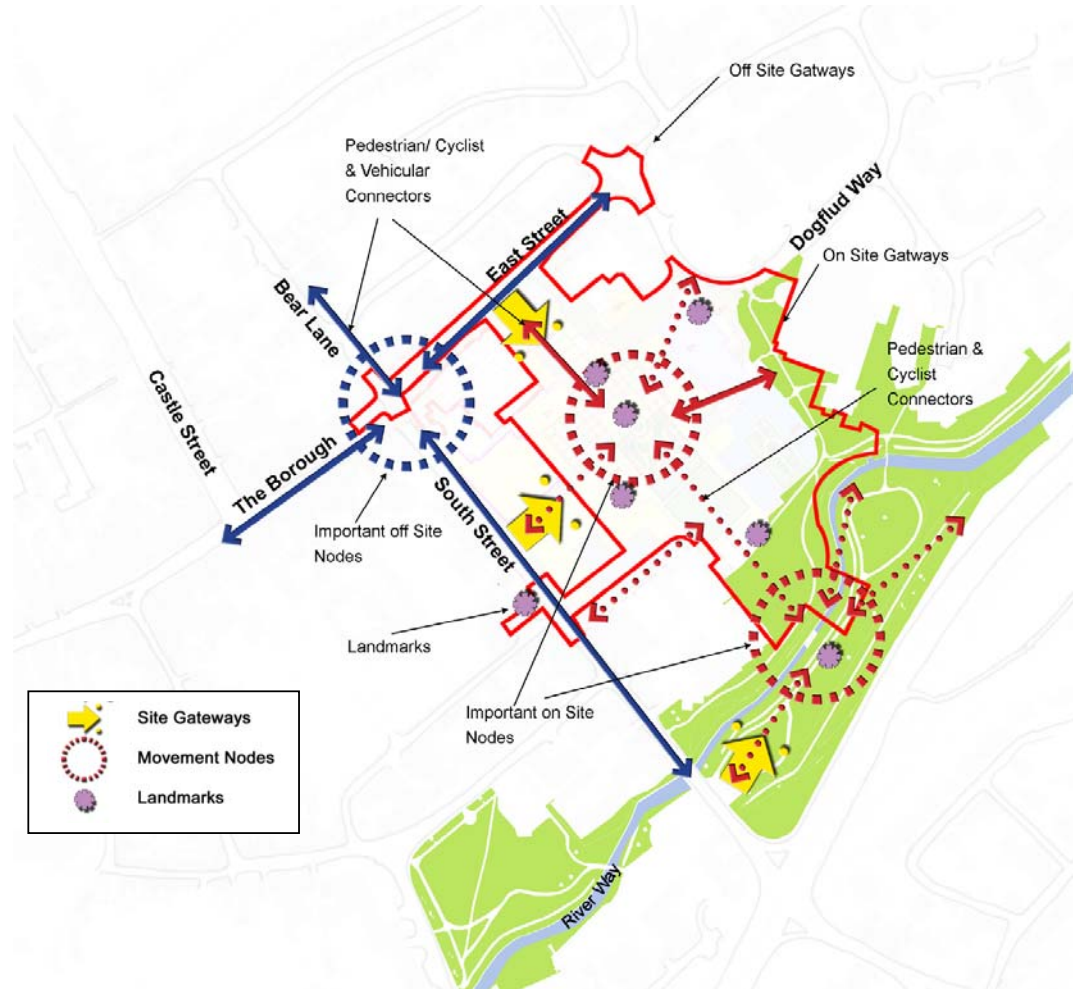 Off Site Gatways
Pedestrian/ Cyclist
& Vehicular
Connectors
Dogflud Way
East Street
On Site Gatways
Bear Lane
Pedestrian &
Cyclist
Connectors
Castle Street
The Borough
South Street
Important off Site
Nodes
Landmarks
Important on Site
Nodes
Site Gateways
Movement Nodes
Landmarks
River Way